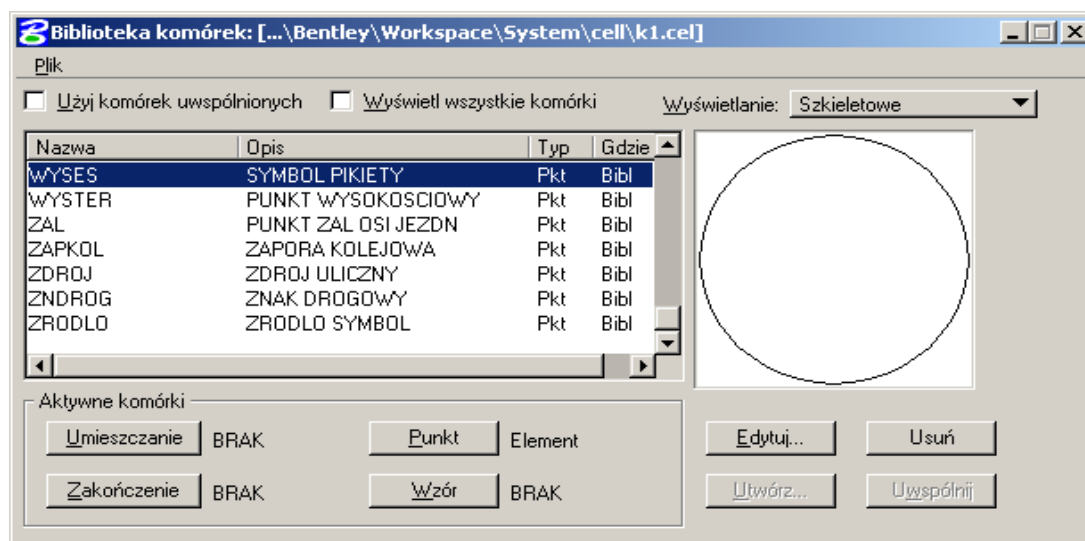 Biblioteka komórek: [...\Bentley\Workspace\System\cell\k1.cel]
Plik
Użyj komórek uwspólnionych Wyświetl wszystkie komórki Wyświetlanie: Szkieletowe
Nazwa Opis Typ Gdzie
WYSES SYMBOL PIKIETY Pkt Bibl
WYSTER PUNKT WYSOKOSCIOWY Pkt Bibl
ZAL PUNKT ZAL OSI JEZDN Pkt Bibl
ZAPKOL ZAPORA KOLEJOWA Pkt Bibl
ZDROJ ZDROJ ULICZNY Pkt Bibl
ZNDROG ZNAK DROGOWY Pkt Bibl
ZRODLO ZRODLO SYMBOL Pkt Bibl
Aktywne komórki
Umieszczanie BRAK Punkt Element Edytuj... Usuń
Zakończenie BRAK Wzór BRAK Utwórz... Uwspólnij